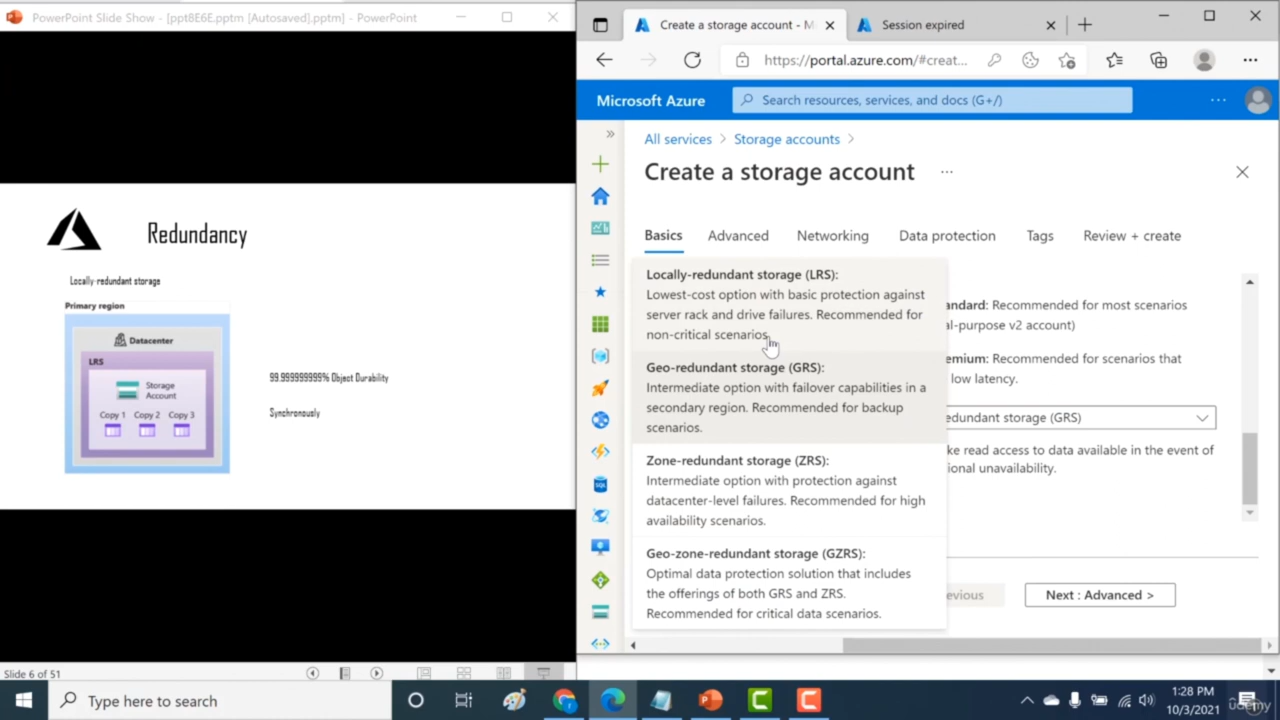 PowerPoint Slide Show - [ppt8E6E.pptm [Autosaved].pptm] - PowerPoint
Redundancy
Locally-redundant storage
Primary region
Datacenter
LRS
Storage
Account
Copy 1 Copy 2 Copy 3
99.999999999% Object Durability
Synchronously
Slide 6 of 51
Create a storage account - M
Session expired
https://portal.azure.com/#creat...
Microsoft Azure
Search resources, services, and docs (G+/)
All services > Storage accounts >
Create a storage account
Basics Advanced Networking Data protection Tags Review + create
Locally-redundant storage (LRS):
Lowest-cost option with basic protection against
server rack and drive failures. Recommended for
non-critical scenarios.
Geo-redundant storage (GRS):
Intermediate option with failover capabilities in a
secondary region. Recommended for backup
scenarios.
Zone-redundant storage (ZRS):
Intermediate option with protection against
datacenter-level failures. Recommended for high
availability scenarios.
Geo-zone-redundant storage (GZRS):
Optimal data protection solution that includes
the offerings of both GRS and ZRS.
Recommended for critical data scenarios.
andard: Recommended for most scenarios
al-purpose v2 account)
emium: Recommended for scenarios that
low latency.
edundant storage (GRS)
ke read access to data available in the event of
ional unavailability.
evious
Next : Advanced >
Type here to search
1:28 PM
10/3/2021
udemy